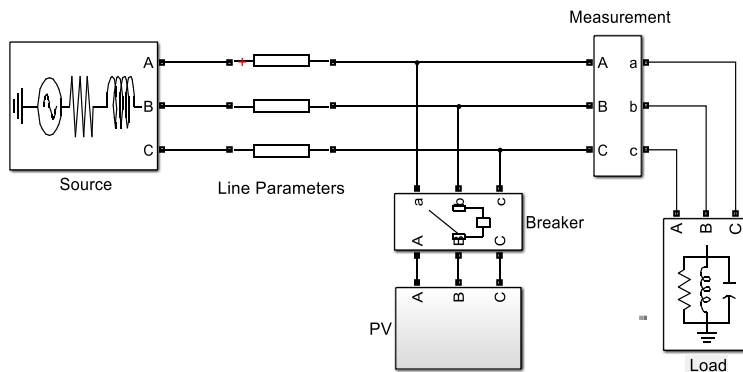 Measurement
A
A
a
B
B
b
C
C
c
Source
Line Parameters
a b c
Breaker
A B C
A B C
A B C
PV
Load